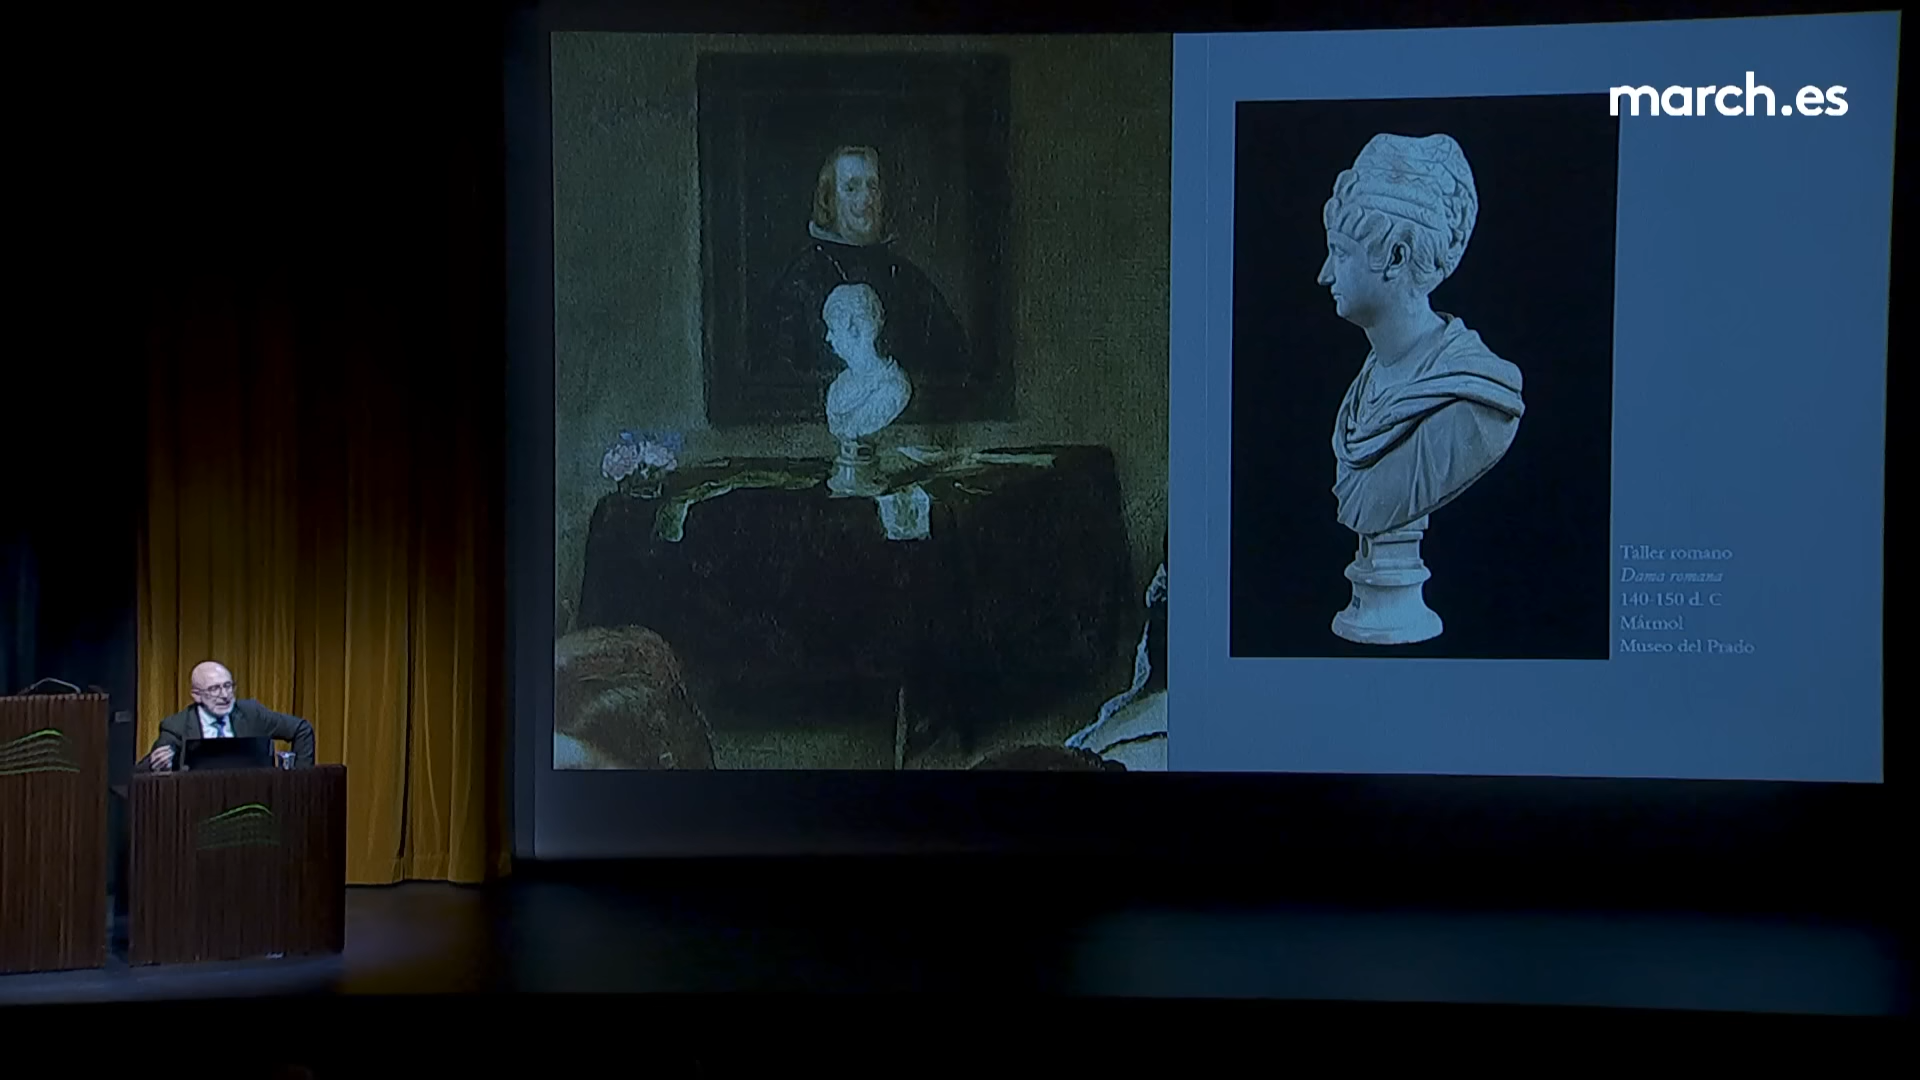 march.es
Taller romano
Dama romana
140-150 d. C
Mármol
Museo del Prado